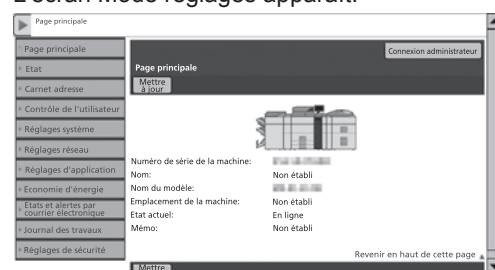 L'écran Mode réglages apparaît.
Page principale
Page principale
Etat
Carnet adresse
Contrôle de l'utilisateur
Réglages système
Réglages réseau
Réglages d'application
Economie d'énergie
Etats et alertes par
courrier électronique
Journal des travaux
Réglages de sécurité
Connexion administrateur
Page principale
Mettre
à jour
Numéro de série de la machine:
Nom: Non établi
Nom du modèle:
Emplacement de la machine: Non établi
Etat actuel: En ligne
Mémo: Non établi
Revenir en haut de cette page
Mettre